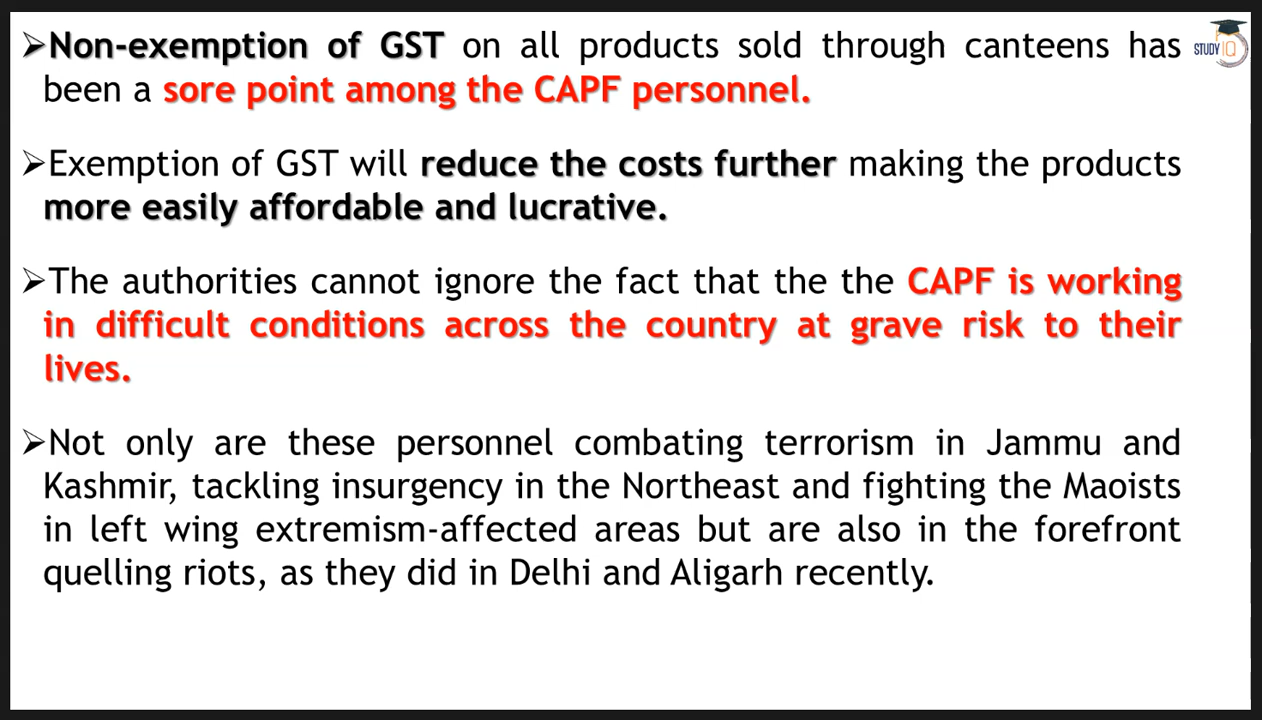 ➢Non-exemption of GST on all products sold through canteens has
been a sore point among the CAPF personnel.
➢Exemption of GST will reduce the costs further making the products
more easily affordable and lucrative.
➢The authorities cannot ignore the fact that the the CAPF is working
in difficult conditions across the country at grave risk to their
lives.
➢Not only are these personnel combating terrorism in Jammu and
Kashmir, tackling insurgency in the Northeast and fighting the Maoists
in left wing extremism-affected areas but are also in the forefront
quelling riots, as they did in Delhi and Aligarh recently.
STUDY IQ